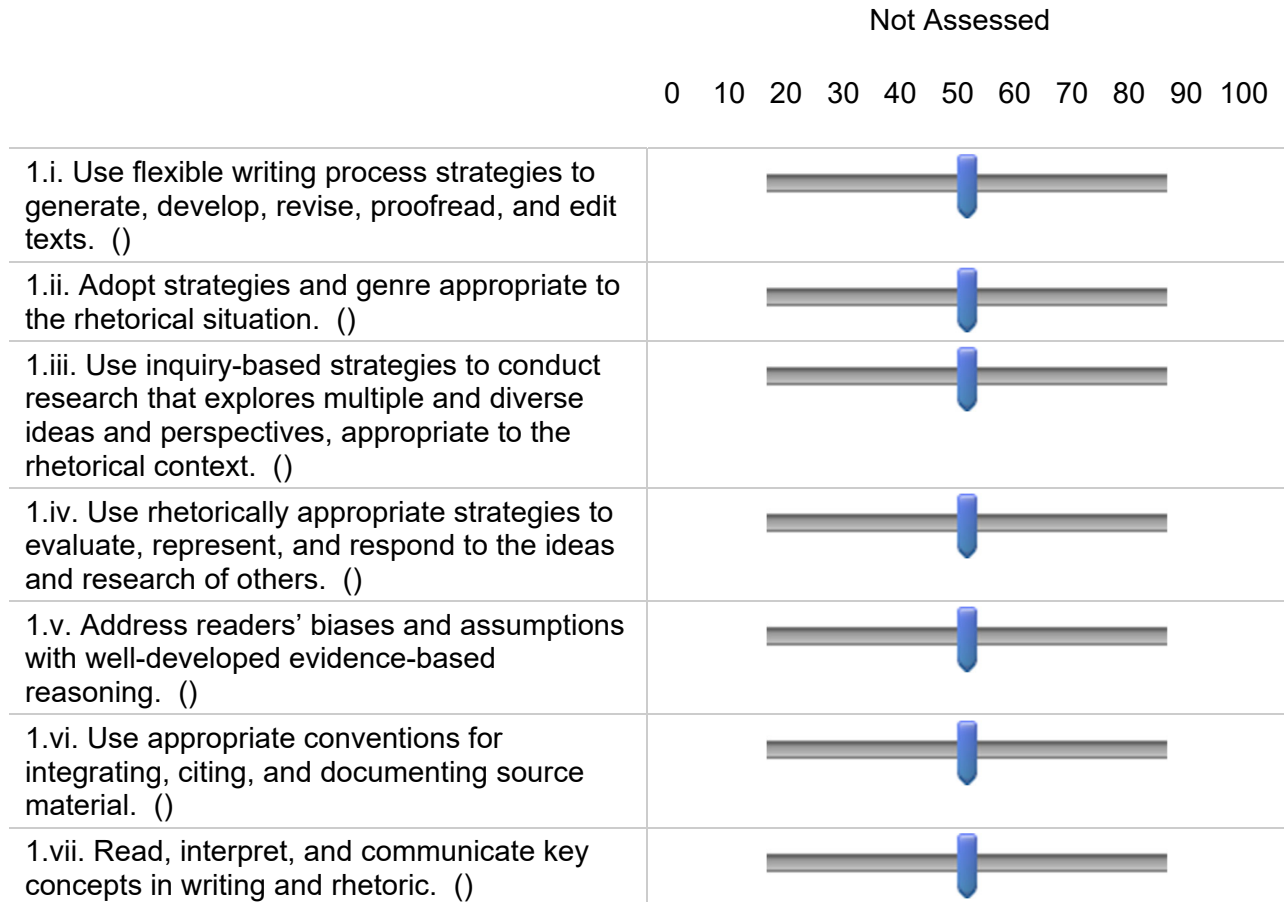 Not Assessed
0 10 20 30 40 50 60 70 80 90 100
1.i. Use flexible writing process strategies to
generate, develop, revise, proofread, and edit
texts. ()
1.ii. Adopt strategies and genre appropriate to
the rhetorical situation. ()
1.iii. Use inquiry-based strategies to conduct
research that explores multiple and diverse
ideas and perspectives, appropriate to the
rhetorical context. ()
1.iv. Use rhetorically appropriate strategies to
evaluate, represent, and respond to the ideas
and research of others. ()
1.v. Address readers’ biases and assumptions
with well-developed evidence-based
reasoning. ()
1.vi. Use appropriate conventions for
integrating, citing, and documenting source
material. ()
1.vii. Read, interpret, and communicate key
concepts in writing and rhetoric. ()